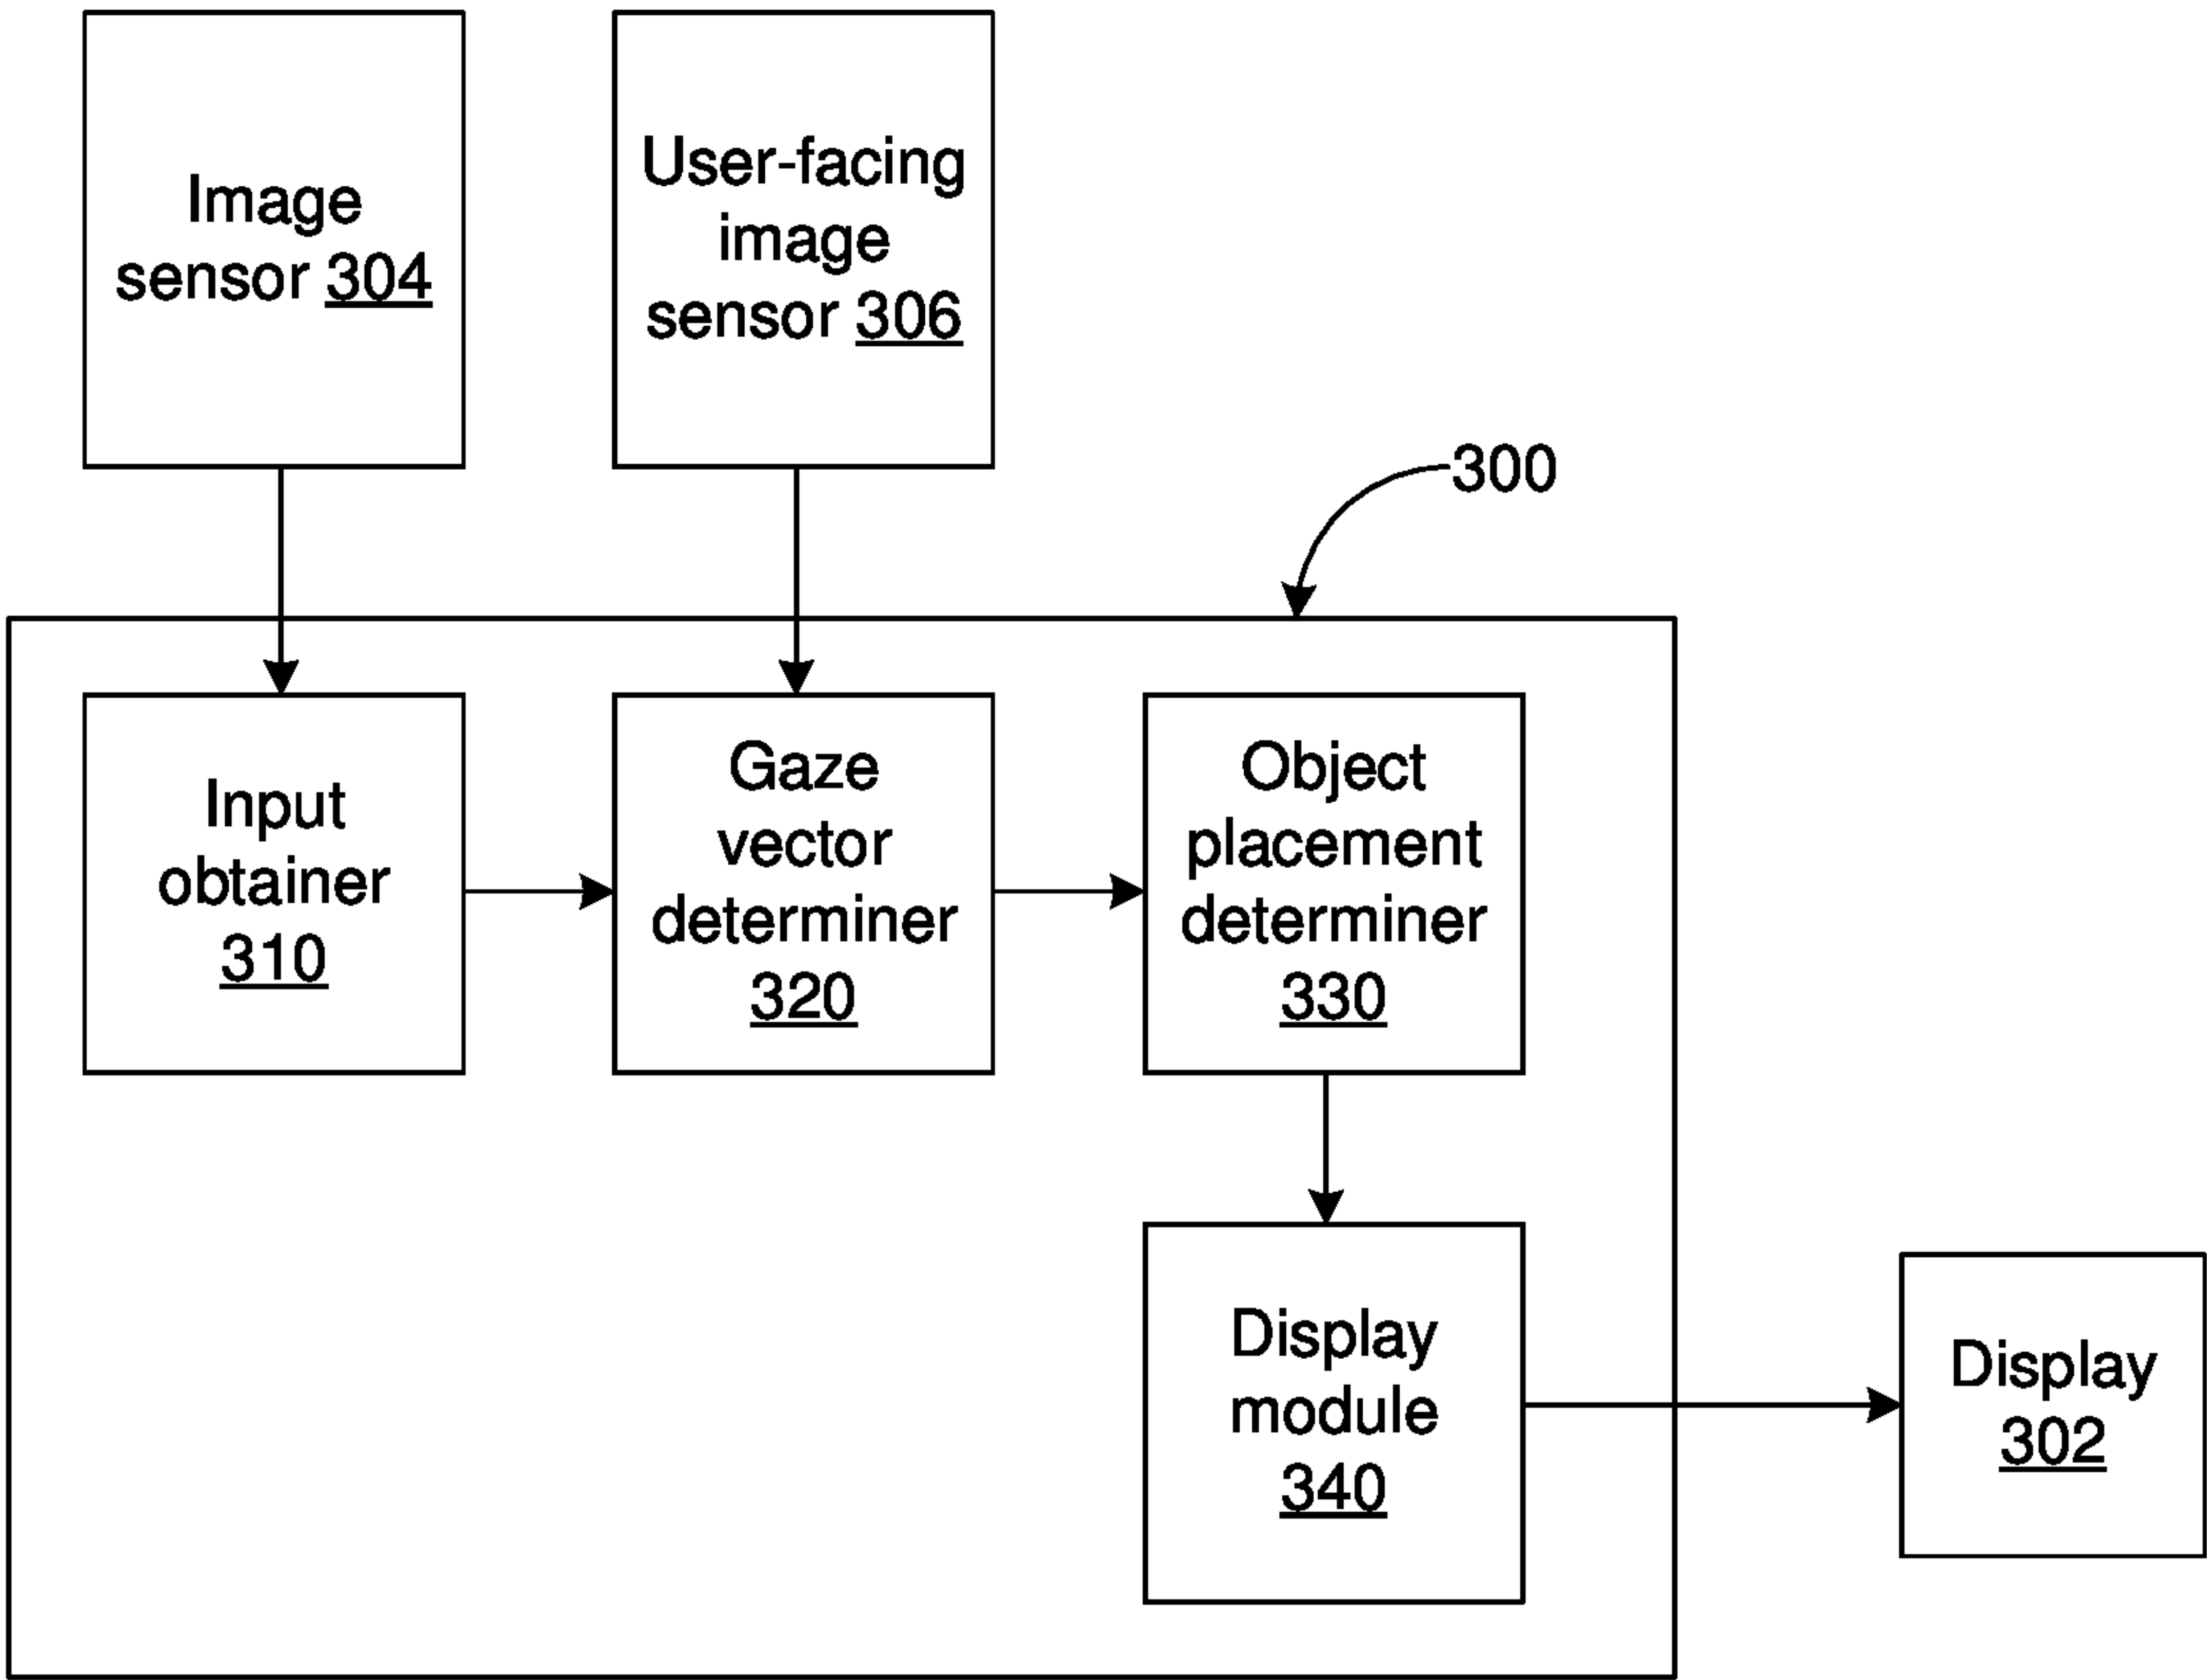 Image
sensor 304
User-facing
image
sensor 306
300
Input
obtainer
310
Gaze
vector
determiner
320
Object
placement
determiner
330
Display
module
340
Display
302